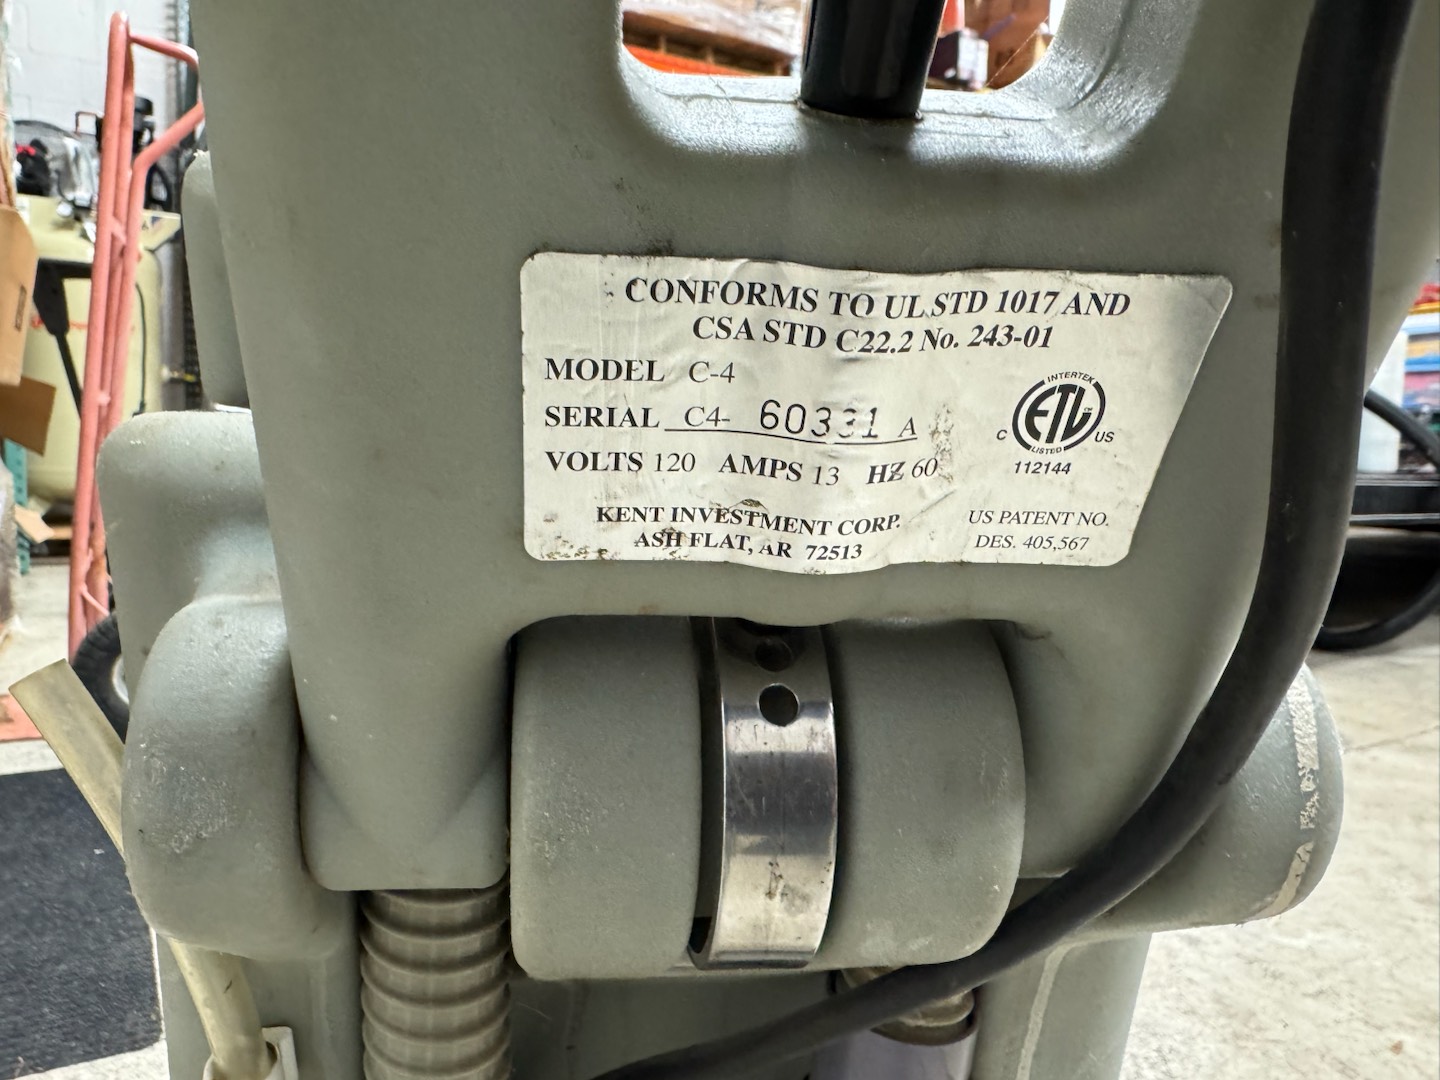 CONFORMS TO UL STD 1017 AND
CSA STD C22.2 No. 243-01
MODEL C-4
SERIAL C4- 60331 A
VOLTS 120 AMPS 13 HZ 60
INTERTEK
C ETL US
LISTED
112144
KENT INVESTMENT CORP.
ASH FLAT, AR 72513
US PATENT NO.
DES. 405,567